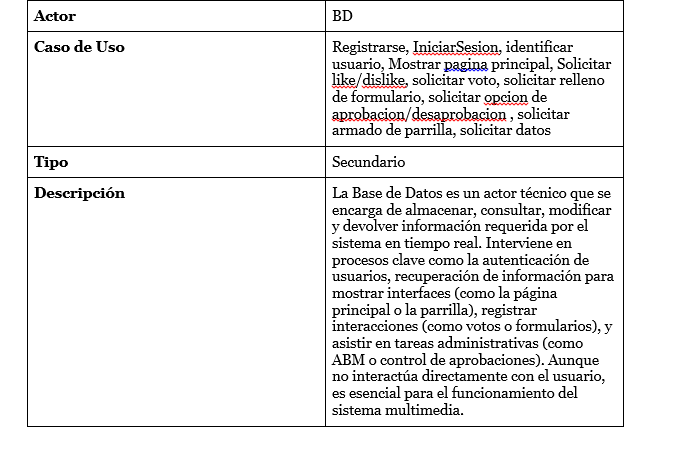 Actor BD
Caso de Uso Registrarse, IniciarSesion, identificar
usuario, Mostrar pagina principal, Solicitar
like/dislike, solicitar voto, solicitar relleno
de formulario, solicitar opcion de
aprobacion/desaprobacion , solicitar
armado de parrilla, solicitar datos
Tipo Secundario
Descripción La Base de Datos es un actor técnico que se
encarga de almacenar, consultar, modificar
y devolver información requerida por el
sistema en tiempo real. Interviene en
procesos clave como la autenticación de
usuarios, recuperación de información para
mostrar interfaces (como la página
principal o la parrilla), registrar
interacciones (como votos o formularios), y
asistir en tareas administrativas (como
ABM o control de aprobaciones). Aunque
no interactúa directamente con el usuario,
es esencial para el funcionamiento del
sistema multimedia.